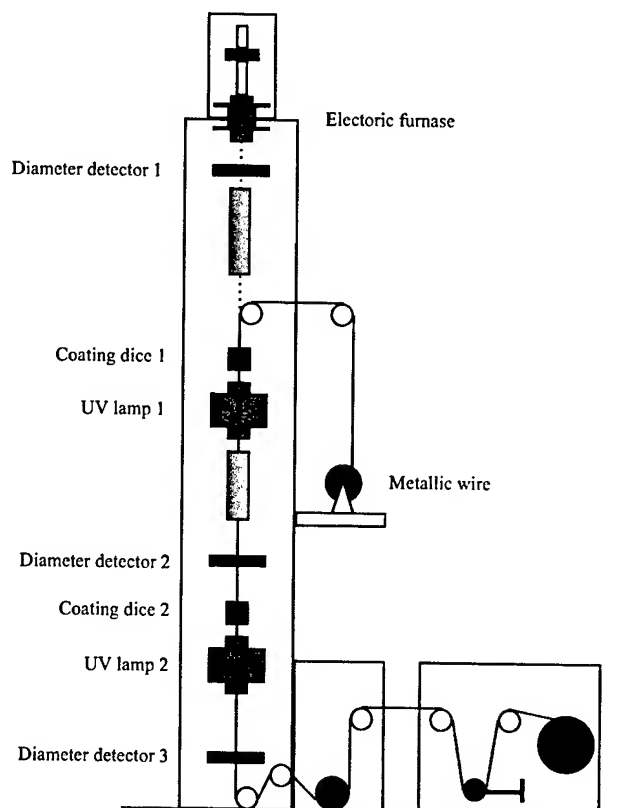 Electoric furnase
Diameter detector 1
Coating dice 1
UV lamp 1
Metallic wire
Diameter detector 2
Coating dice 2
UV lamp 2
Diameter detector 3